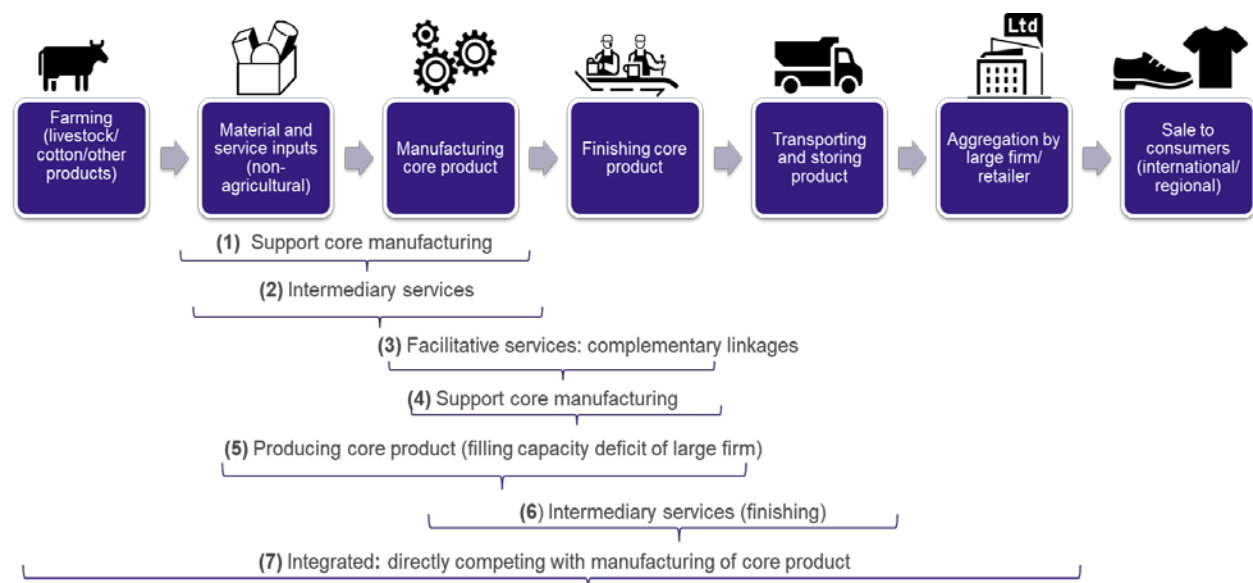 Ltd
Farming
(livestock/
cotton/other
products)
Material and
service inputs
(non-
agricultural)
Manufacturing
core product
Finishing core
product
Transporting
and storing
product
Aggregation by
large firm/
retailer
Sale to
consumers
(international/
regional)
(1) Support core manufacturing
(2) Intermediary services
(3) Facilitative services: complementary linkages
(4) Support core manufacturing
(5) Producing core product (filling capacity deficit of large firm)
(6) Intermediary services (finishing)
(7) Integrated: directly competing with manufacturing of core product